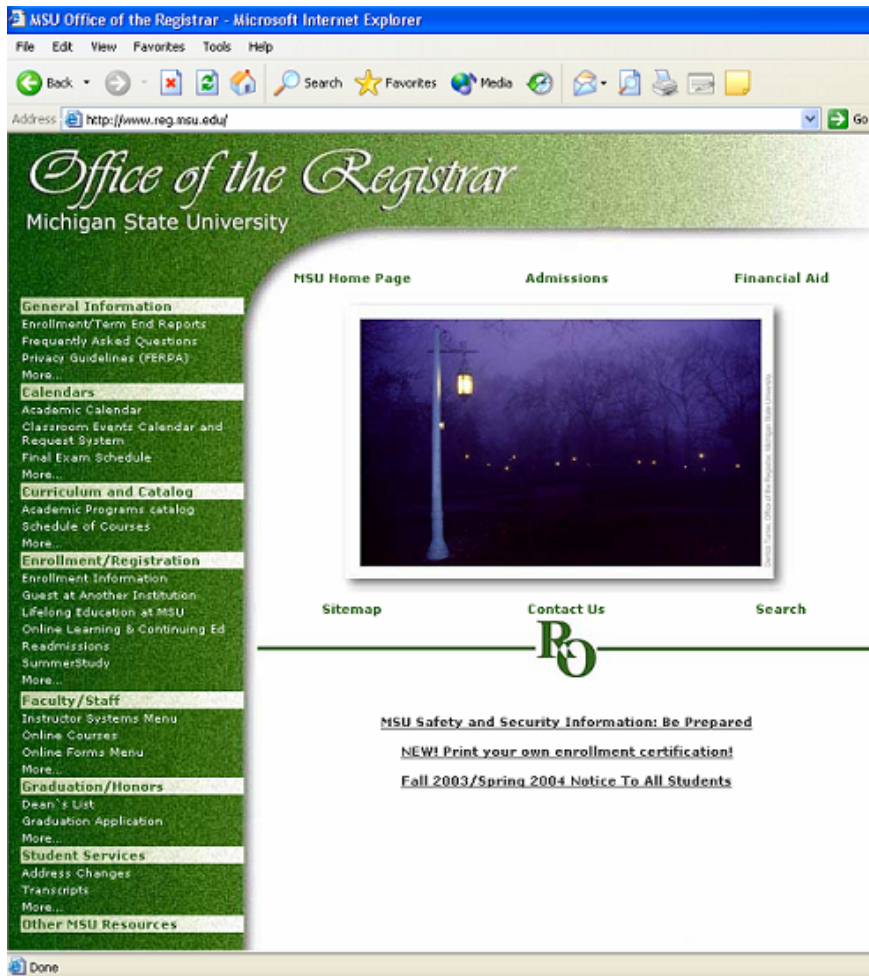 MSU Office of the Registrar - Microsoft Internet Explorer
File Edit View Favorites Tools Help
Back Search Favorites Media
Address http://www.reg.msu.edu/ Go
Office of the Registrar
Michigan State University
MSU Home Page Admissions Financial Aid
General Information
Enrollment/Term End Reports
Frequently Asked Questions
Privacy Guidelines (FERPA)
More...
Calendars
Academic Calendar
Classroom Events Calendar and
Request System
Final Exam Schedule
More...
Curriculum and Catalog
Academic Programs catalog
Schedule of Courses
More...
Enrollment/Registration
Enrollment Information
Guest at Another Institution
Lifelong Education at MSU
Online Learning & Continuing Ed
Readmissions
SummerStudy
More...
Faculty/Staff
Instructor Systems Menu
Online Courses
Online Forms Menu
More...
Graduation/Honors
Dean`s List
Graduation Application
More...
Student Services
Address Changes
Transcripts
More...
Other MSU Resources
Office of the Registrar, Michigan State University
Sitemap Contact Us Search
RO
MSU Safety and Security Information: Be Prepared
NEW! Print your own enrollment certification!
Fall 2003/Spring 2004 Notice To All Students
Done